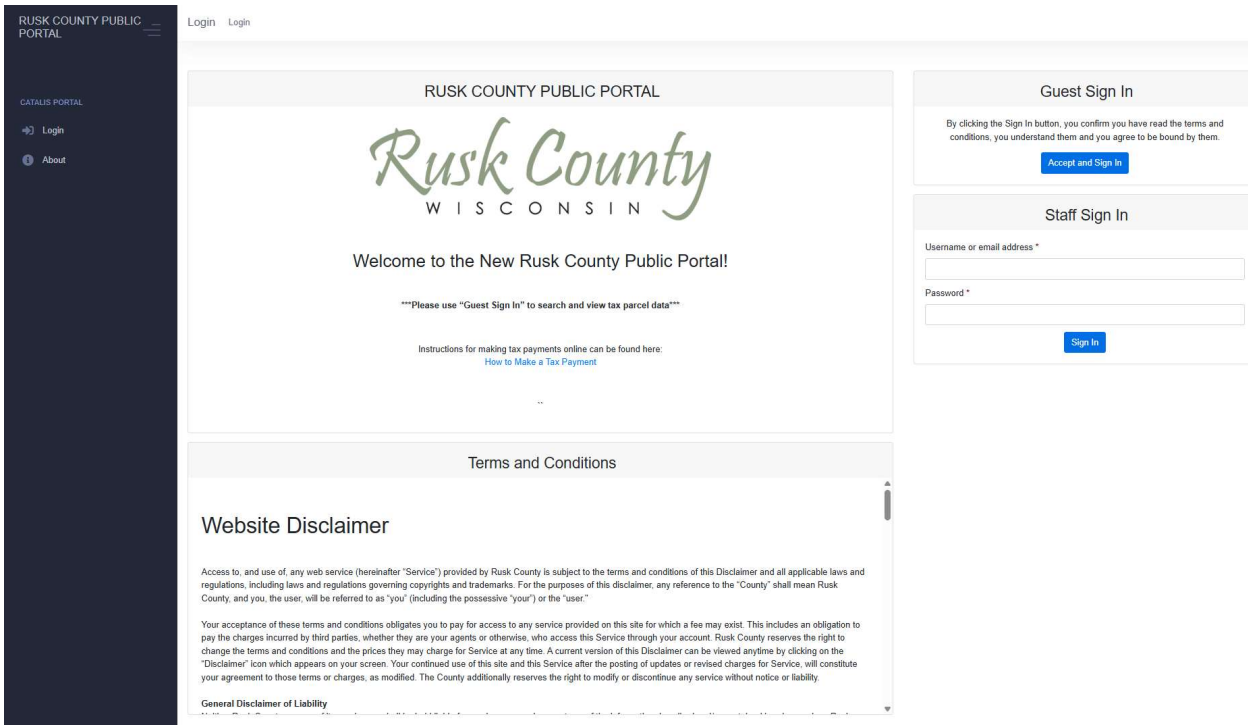 RUSK COUNTY PUBLIC
PORTAL
CATALIS PORTAL
Login
About
Login Login
RUSK COUNTY PUBLIC PORTAL
Rusk County
WISCONSIN
Welcome to the New Rusk County Public Portal!
***Please use “Guest Sign In” to search and view tax parcel data***
Instructions for making tax payments online can be found here:
How to Make a Tax Payment
..
Terms and Conditions
Website Disclaimer
Access to, and use of, any web service (hereinafter “Service”) provided by Rusk County is subject to the terms and conditions of this Disclaimer and all applicable laws and
regulations, including laws and regulations governing copyrights and trademarks. For the purposes of this disclaimer, any reference to the “County” shall mean Rusk
County, and you, the user, will be referred to as “you” (including the possessive “your”) or the “user.”
Your acceptance of these terms and conditions obligates you to pay for access to any service provided on this site for which a fee may exist. This includes an obligation to
pay the charges incurred by third parties, whether they are your agents or otherwise, who access this Service through your account. Rusk County reserves the right to
change the terms and conditions and the prices they may charge for Service at any time. A current version of this Disclaimer can be viewed anytime by clicking on the
“Disclaimer” icon which appears on your screen. Your continued use of this site and this Service after the posting of updates or revised charges for Service, will constitute
your agreement to those terms or charges, as modified. The County additionally reserves the right to modify or discontinue any service without notice or liability.
General Disclaimer of Liability
Guest Sign In
By clicking the Sign In button, you confirm you have read the terms and
conditions, you understand them and you agree to be bound by them.
Accept and Sign In
Staff Sign In
Username or email address *
Password *
Sign In